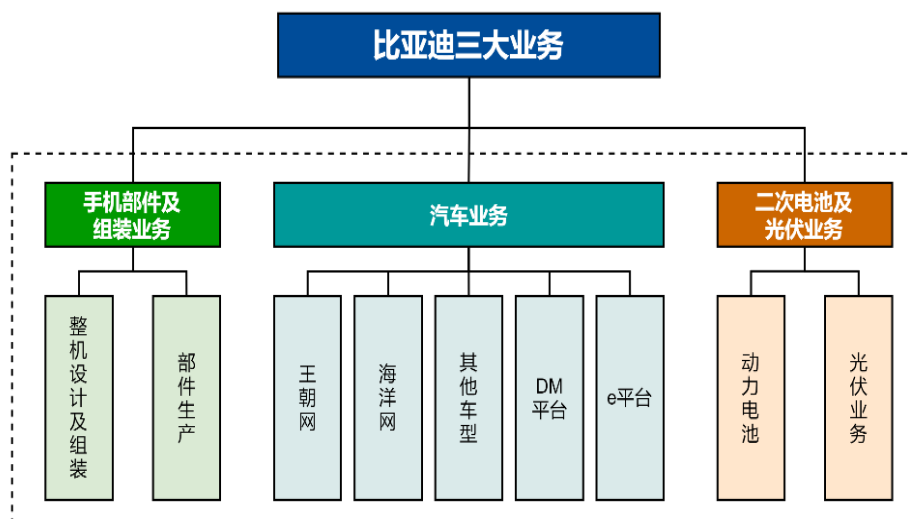 比亚迪三大业务
手机部件及
组装业务
汽车业务
二次电池及
光伏业务
整机设计及组装
部件生产
王朝网
海洋网
其他车型
DM
平台
e平台
动力电池
光伏业务